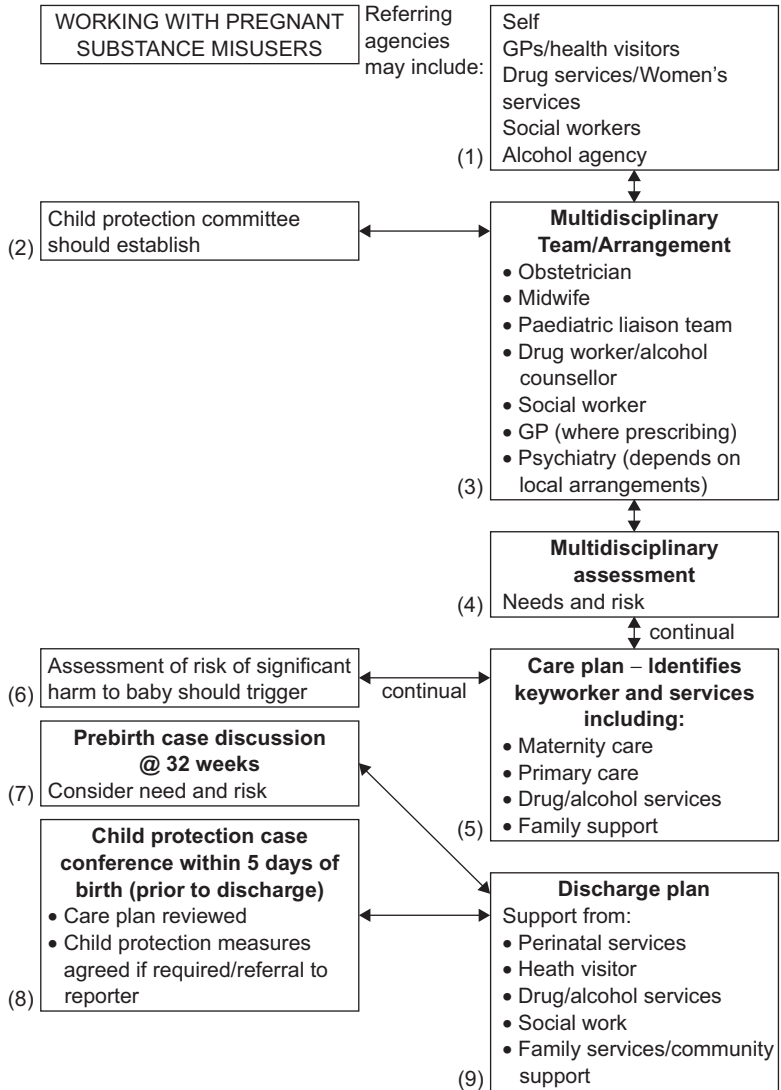 WORKING WITH PREGNANT
SUBSTANCE MISUSERS
Referring
agencies
may include:
Self
GPs/health visitors
Drug services/Women’s
services
Social workers
Alcohol agency
(1)
Child protection committee
should establish
(2)
Multidisciplinary
Team/Arrangement
• Obstetrician
• Midwife
• Paediatric liaison team
• Drug worker/alcohol
counsellor
• Social worker
• GP (where prescribing)
• Psychiatry (depends on
local arrangements)
(3)
Multidisciplinary
assessment
Needs and risk
(4)
continual
Assessment of risk of significant
harm to baby should trigger
(6)
continual
Care plan – Identifies
keyworker and services
including:
• Maternity care
• Primary care
• Drug/alcohol services
• Family support
(5)
Prebirth case discussion
@ 32 weeks
Consider need and risk
(7)
Child protection case
conference within 5 days of
birth (prior to discharge)
• Care plan reviewed
• Child protection measures
agreed if required/referral to
reporter
(8)
Discharge plan
Support from:
• Perinatal services
• Heath visitor
• Drug/alcohol services
• Social work
• Family services/community
support
(9)